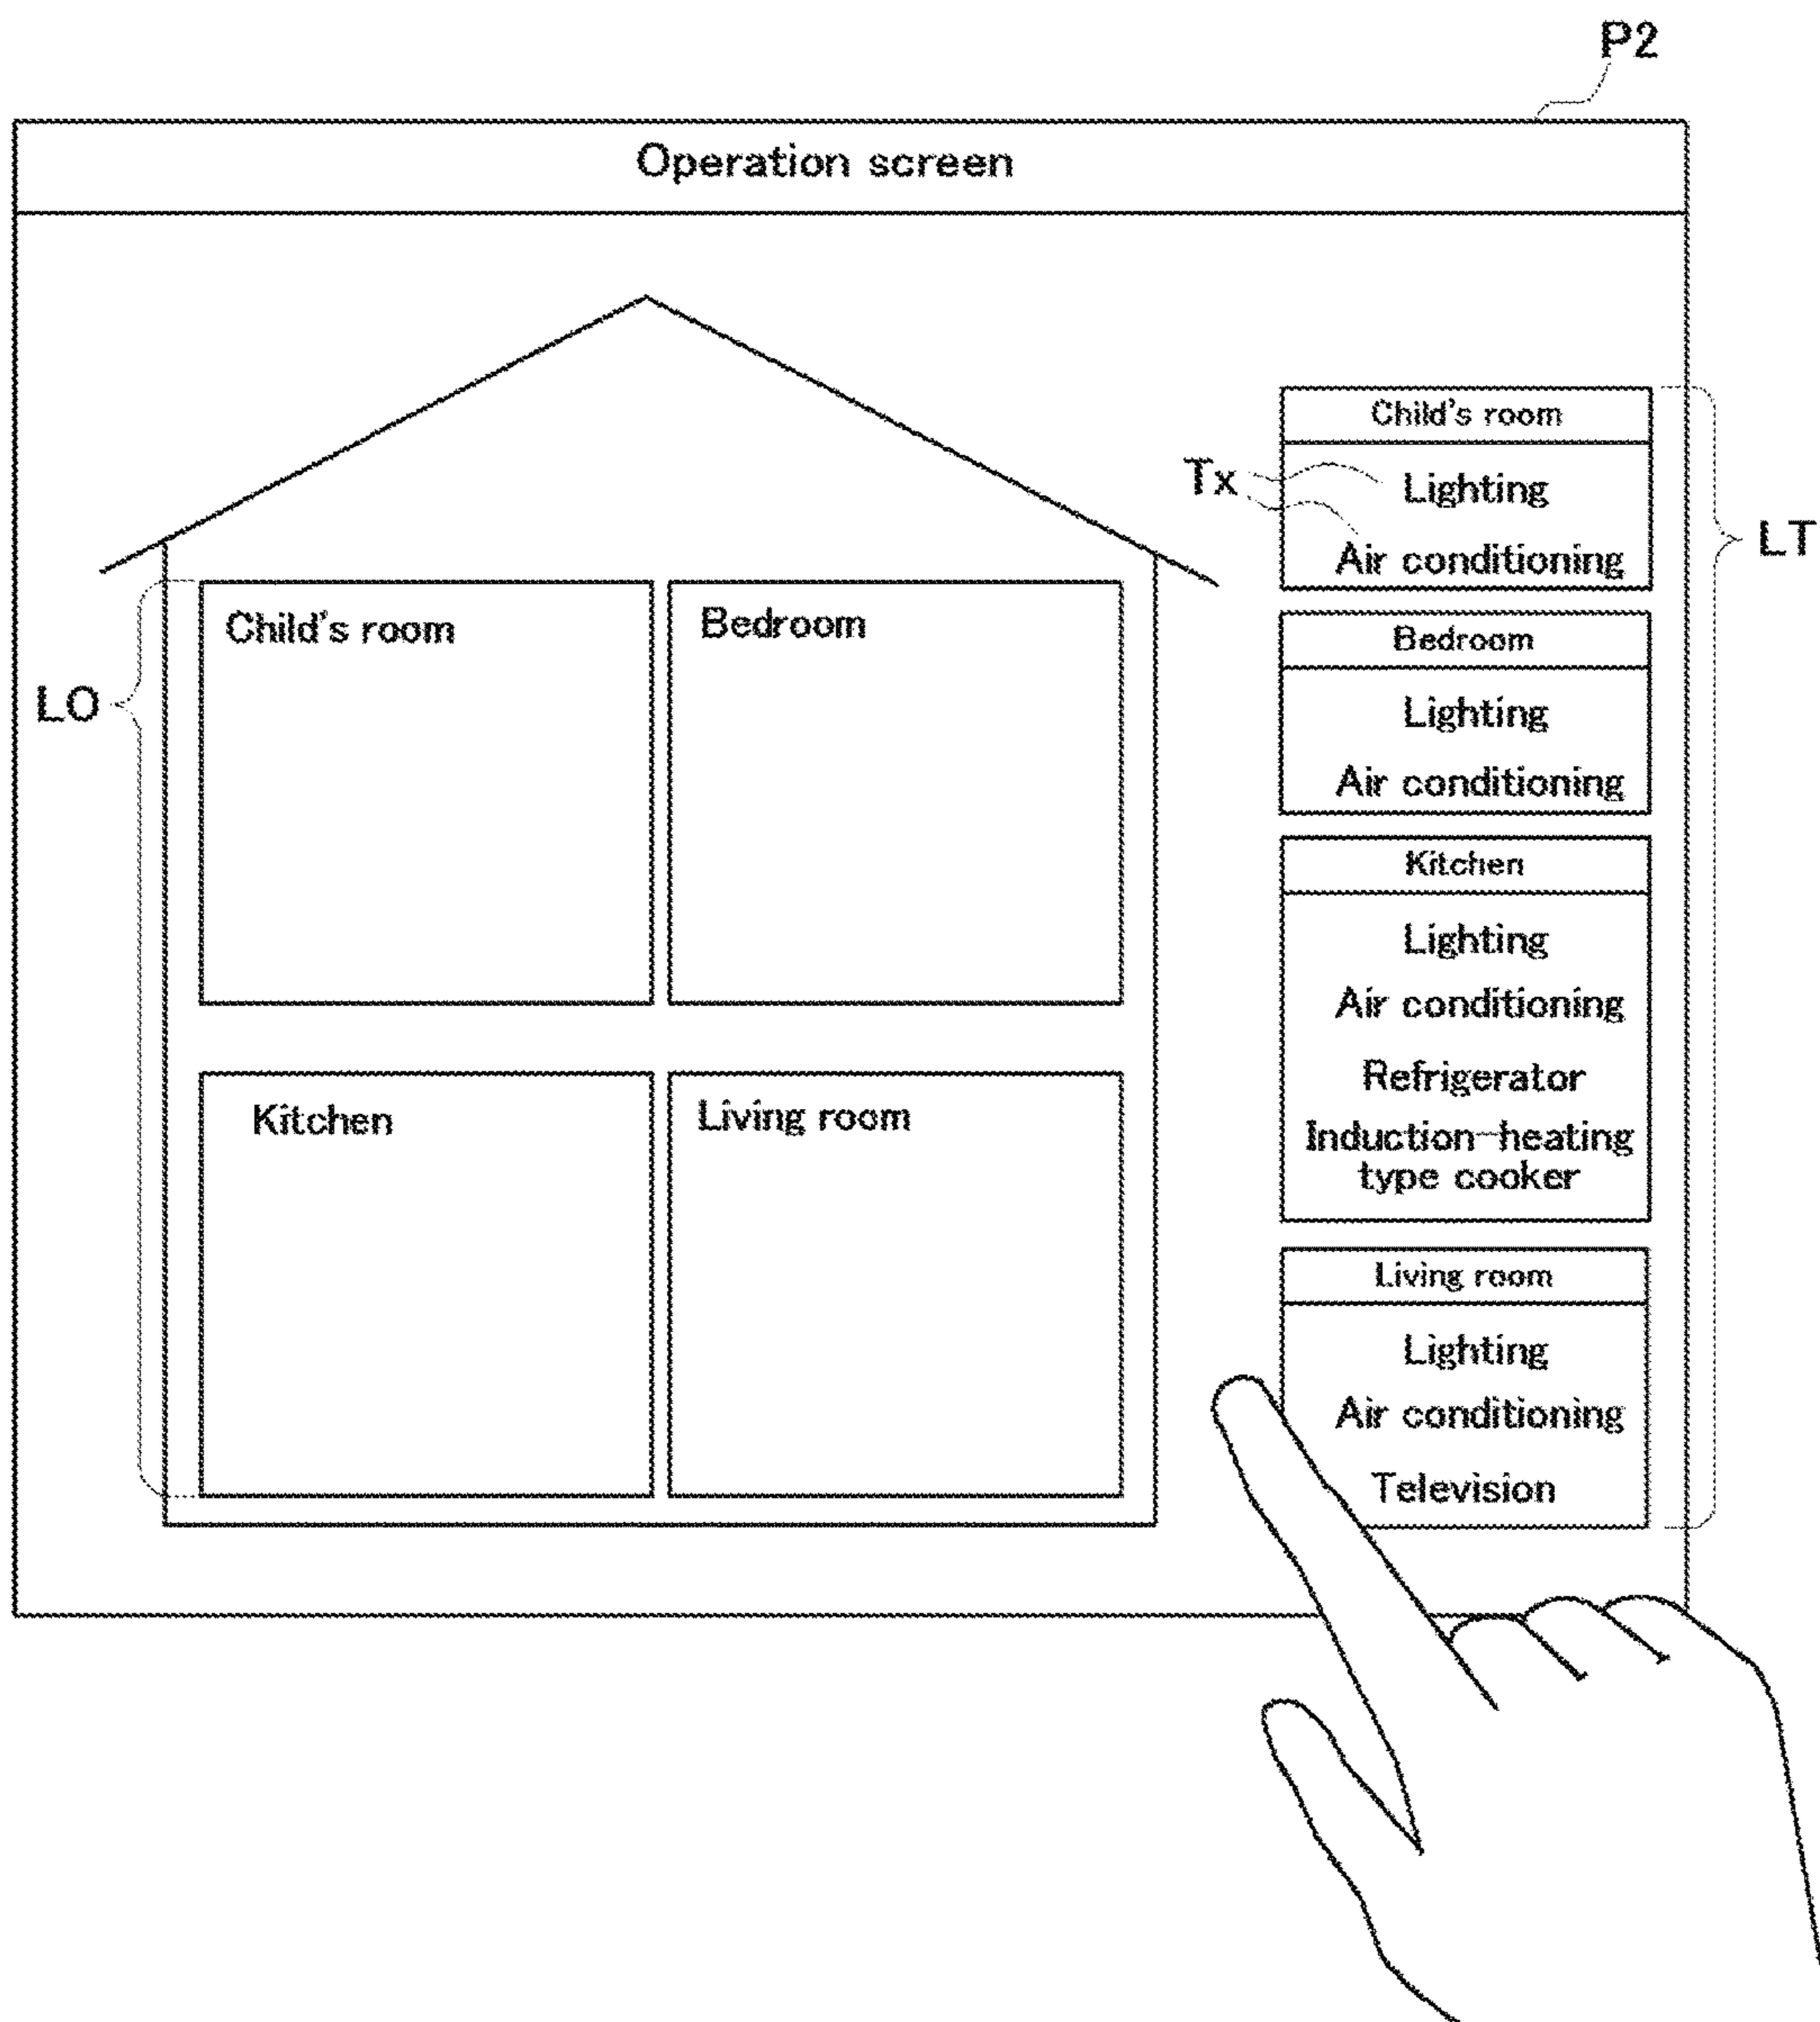 P2
Operation screen
LO
Child's room
Bedroom
Kitchen
Living room
Tx
LT
Child's room
Lighting
Air conditioning
Bedroom
Lighting
Air conditioning
Kitchen
Lighting
Air conditioning
Refrigerator
Induction-heating
type cooker
Living room
Lighting
Air conditioning
Television